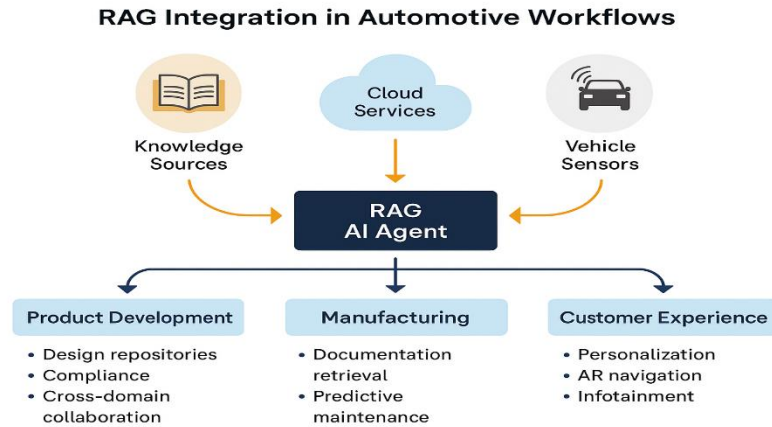 RAG Integration in Automotive Workflows
Knowledge
Sources
Cloud
Services
Vehicle
Sensors
RAG
AI Agent
Product Development
• Design repositories
• Compliance
• Cross-domain
collaboration
Manufacturing
• Documentation
retrieval
• Predictive
maintenance
Customer Experience
• Personalization
• AR navigation
• Infotainment